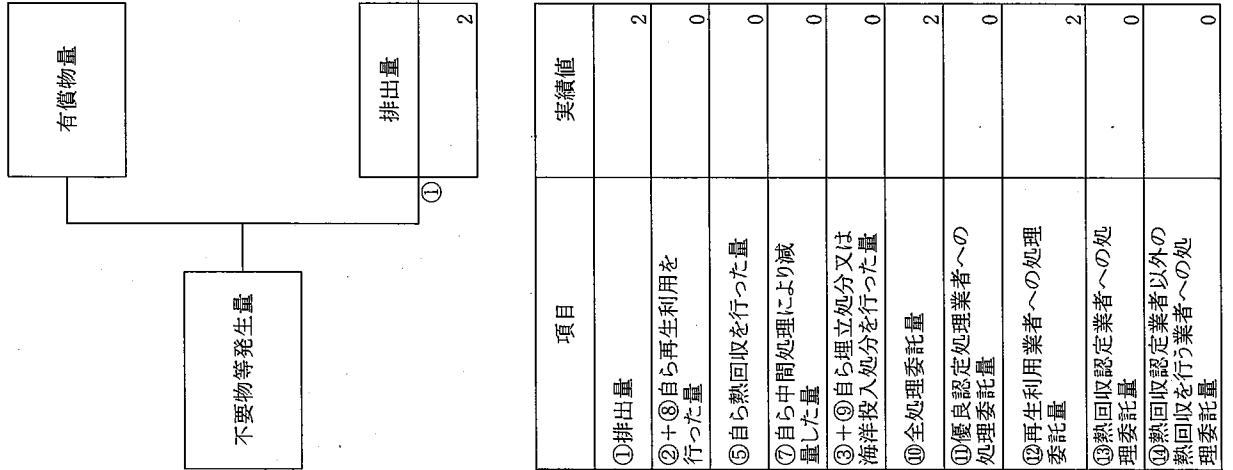 有償物量
不要物等発生量
排出量
①
2
項目 実績値
①排出量 2
②+⑧自ら再生利用を
行った量 0
⑤自ら熱回収を行った量 0
⑦自ら中間処理により減
量した量 0
③+⑨自ら埋立処分又は
海洋投入処分を行った量 0
⑩全処理委託量 2
⑪優良認定処理業者への
処理委託量 0
⑫再生利用業者への処理
委託量 2
⑬熱回収認定業者への処
理委託量 0
⑭熱回収認定業者以外の
熱回収を行う業者への処
理委託量 0